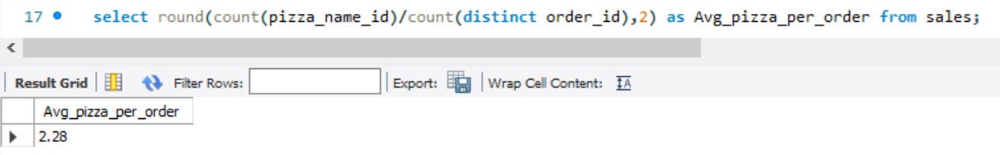 17 select round(count(pizza_name_id)/count(distinct order_id),2) as Avg_pizza_per_order from sales;
Result Grid Filter Rows: Export: Wrap Cell Content: IA
Avg_pizza_per_order
2.28